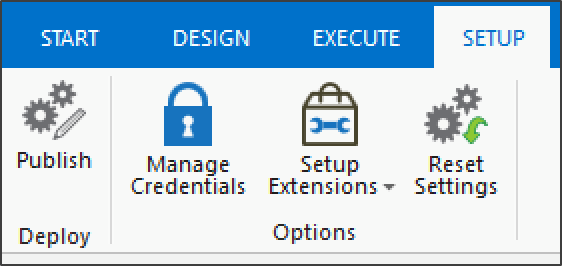 START DESIGN EXECUTE SETUP
Publish
Manage
Credentials
Setup
Extensions
Reset
Settings
Deploy
Options